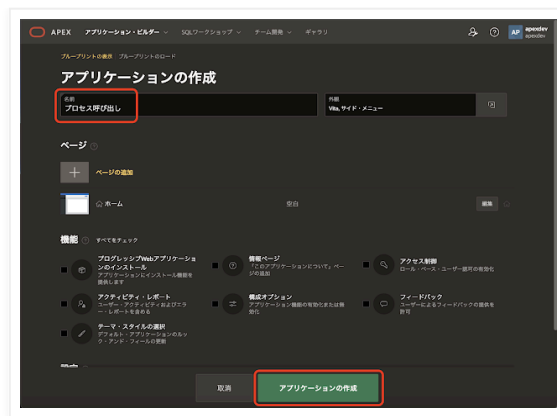 APEX アプリケーション・ビルダー SQLワークショップ チーム開発 ギャラリ AP apexdev
apexdev
ブループリントの表示 ブループリントのロード
アプリケーションの作成
名前
プロセス呼び出し
外観
Vita, サイド・メニュー
ページ
ページの追加
ホーム 空白 編集
機能 すべてをチェック
プログレッシブWebアプリケーションのインストール
アプリケーションにインストール機能を提供します
情報ページ
「このアプリケーションについて」ページの追加
アクセス制御
ロール・ベース・ユーザー認可の有効化
アクティビティ・レポート
ユーザー・アクティビティおよびエラー・レポートを含める
構成オプション
アプリケーション機能の有効化または無効化
フィードバック
ユーザーによるフィードバックの提供を許可
テーマ・スタイルの選択
デフォルト・アプリケーションのルック・アンド・フィールの更新
取消 アプリケーションの作成